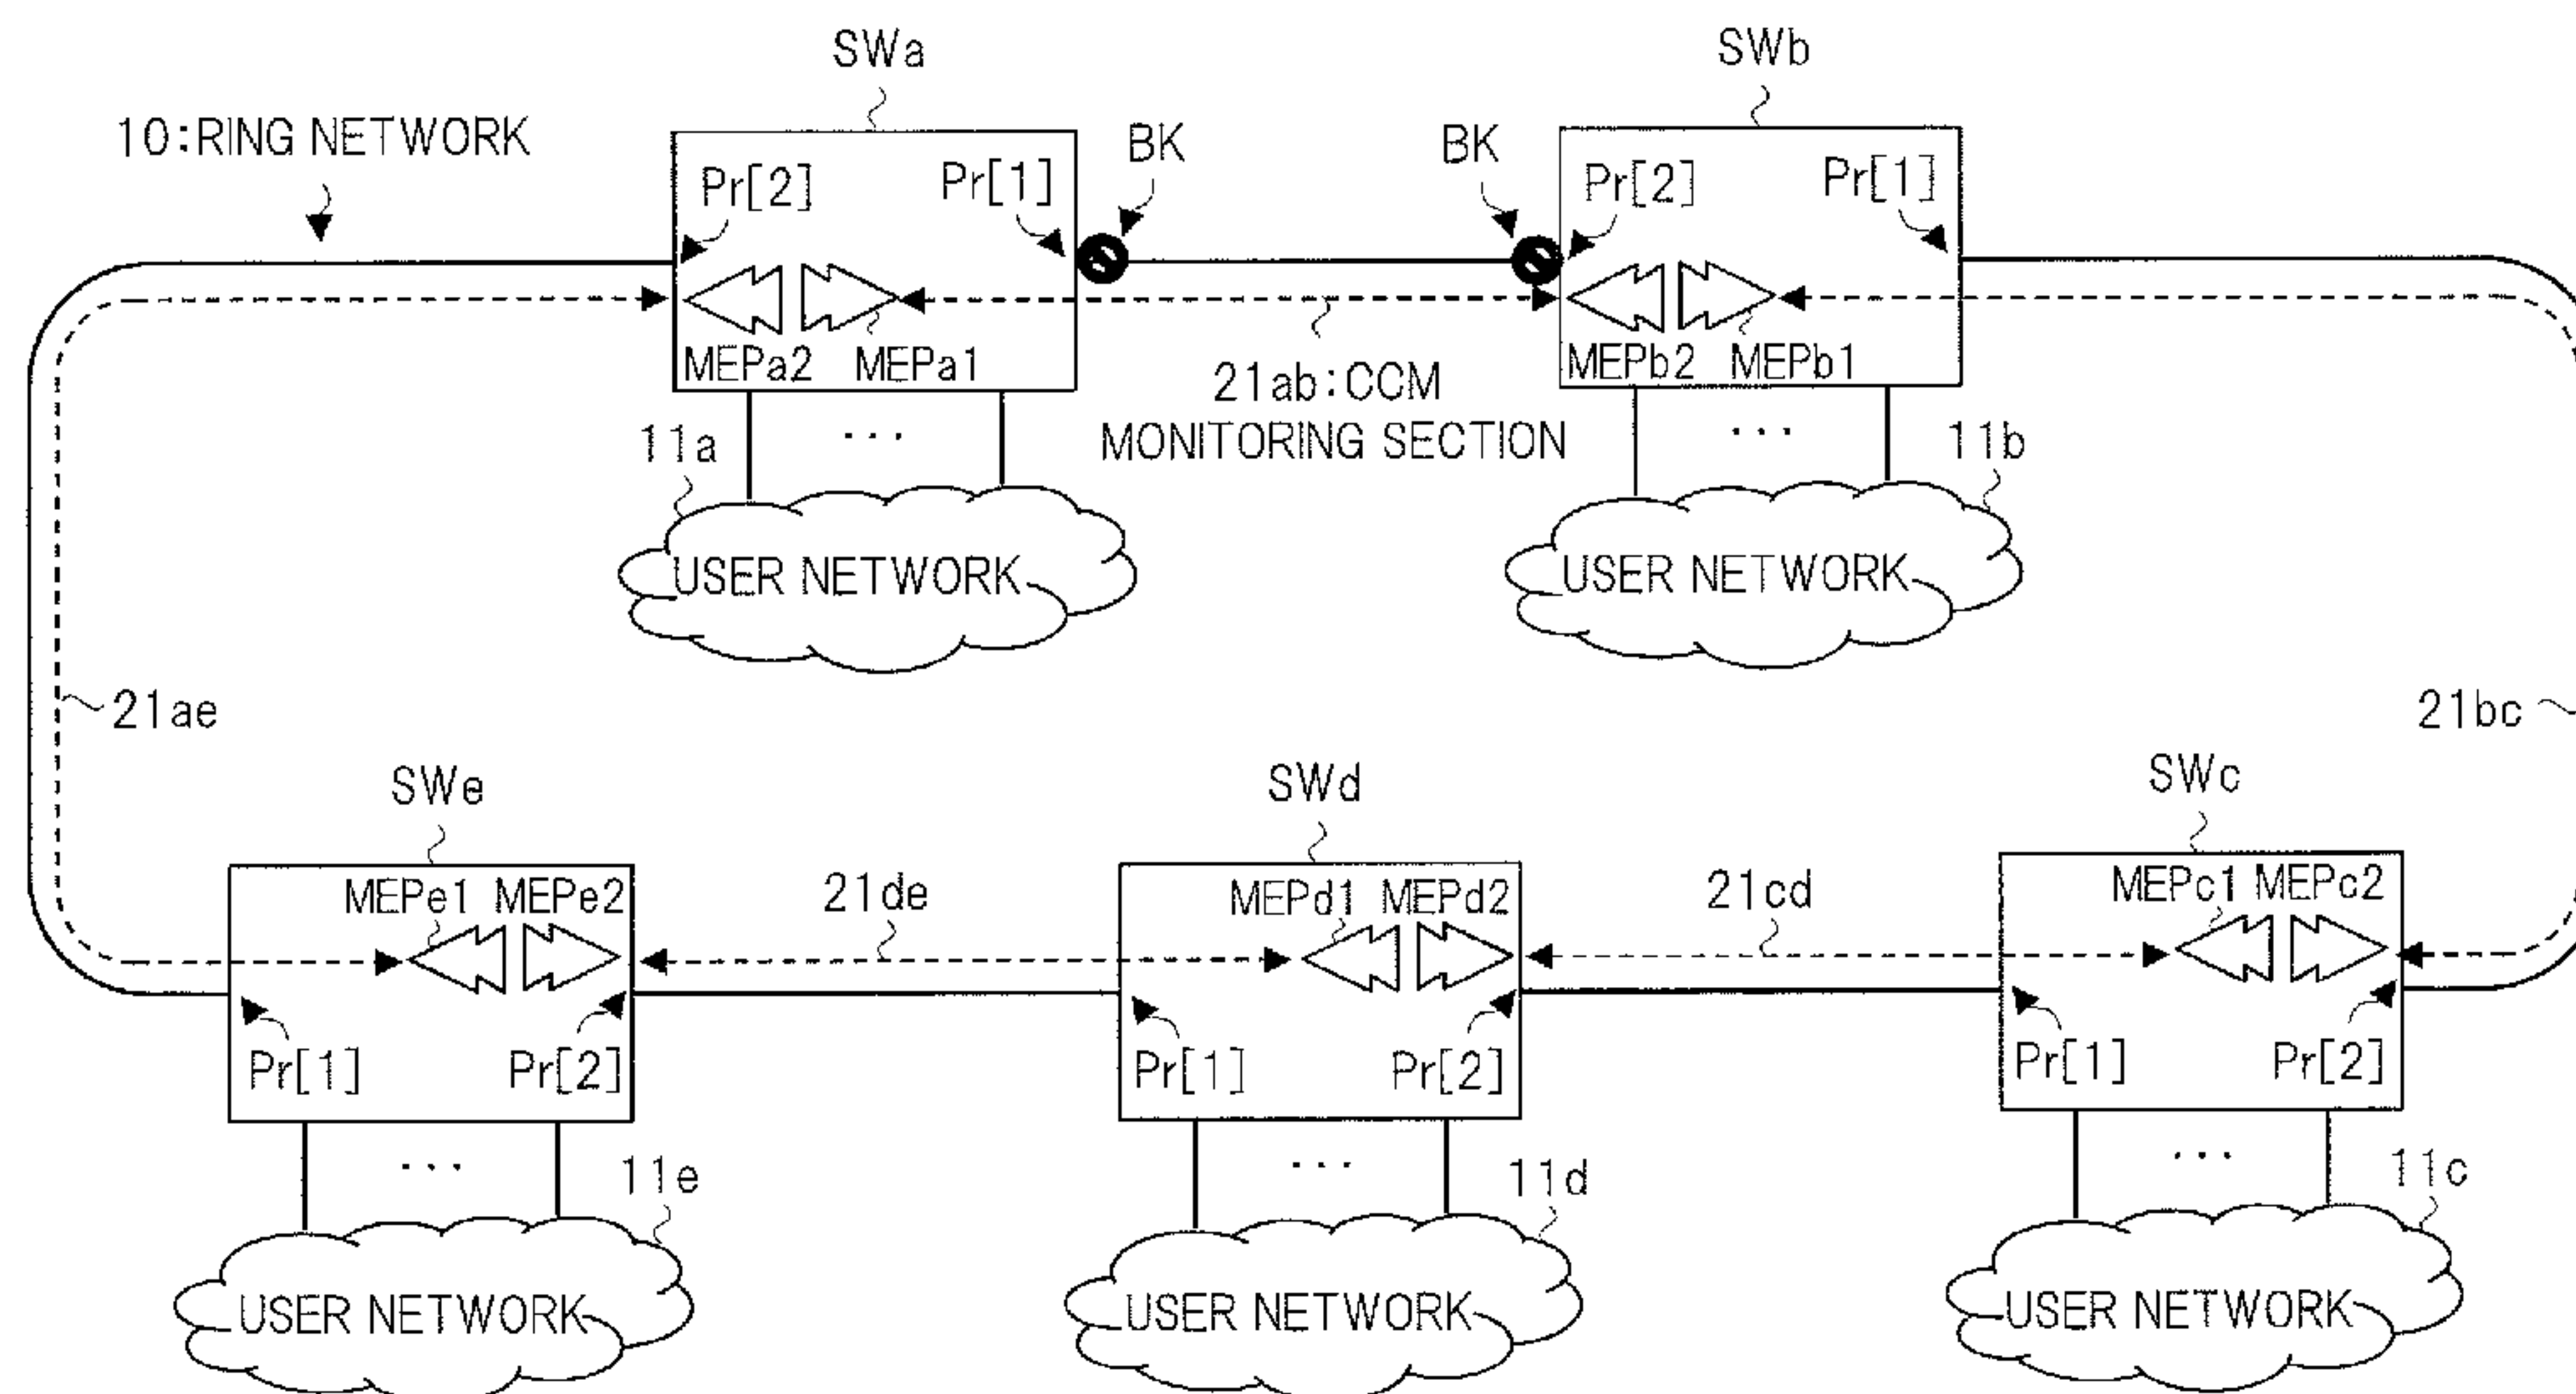 SWa
SWb
10:RING NETWORK
BK
BK
Pr[2]
Pr[1]
Pr[2]
Pr[1]
MEPa2
MEPa1
MEPb2
MEPb1
21ab:CCM
MONITORING SECTION
11a
...
11b
...
USER NETWORK
USER NETWORK
21ae
21bc
SWe
SWd
SWc
MEPe1
MEPe2
21de
MEPd1
MEPd2
21cd
MEPc1
MEPc2
Pr[1]
Pr[2]
Pr[1]
Pr[2]
Pr[1]
Pr[2]
...
11e
...
11d
...
11c
USER NETWORK
USER NETWORK
USER NETWORK